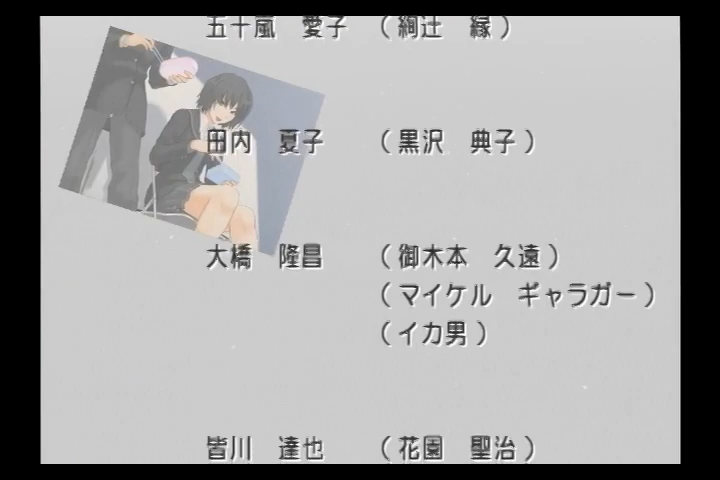 五十嵐　愛子　（絢辻　縁）
田内　夏子　（黒沢　典子）
大橋　隆昌　（御木本　久遠）
（マイケル　ギャラガー）
（イカ男）
皆川　達也　（花園　聖治）